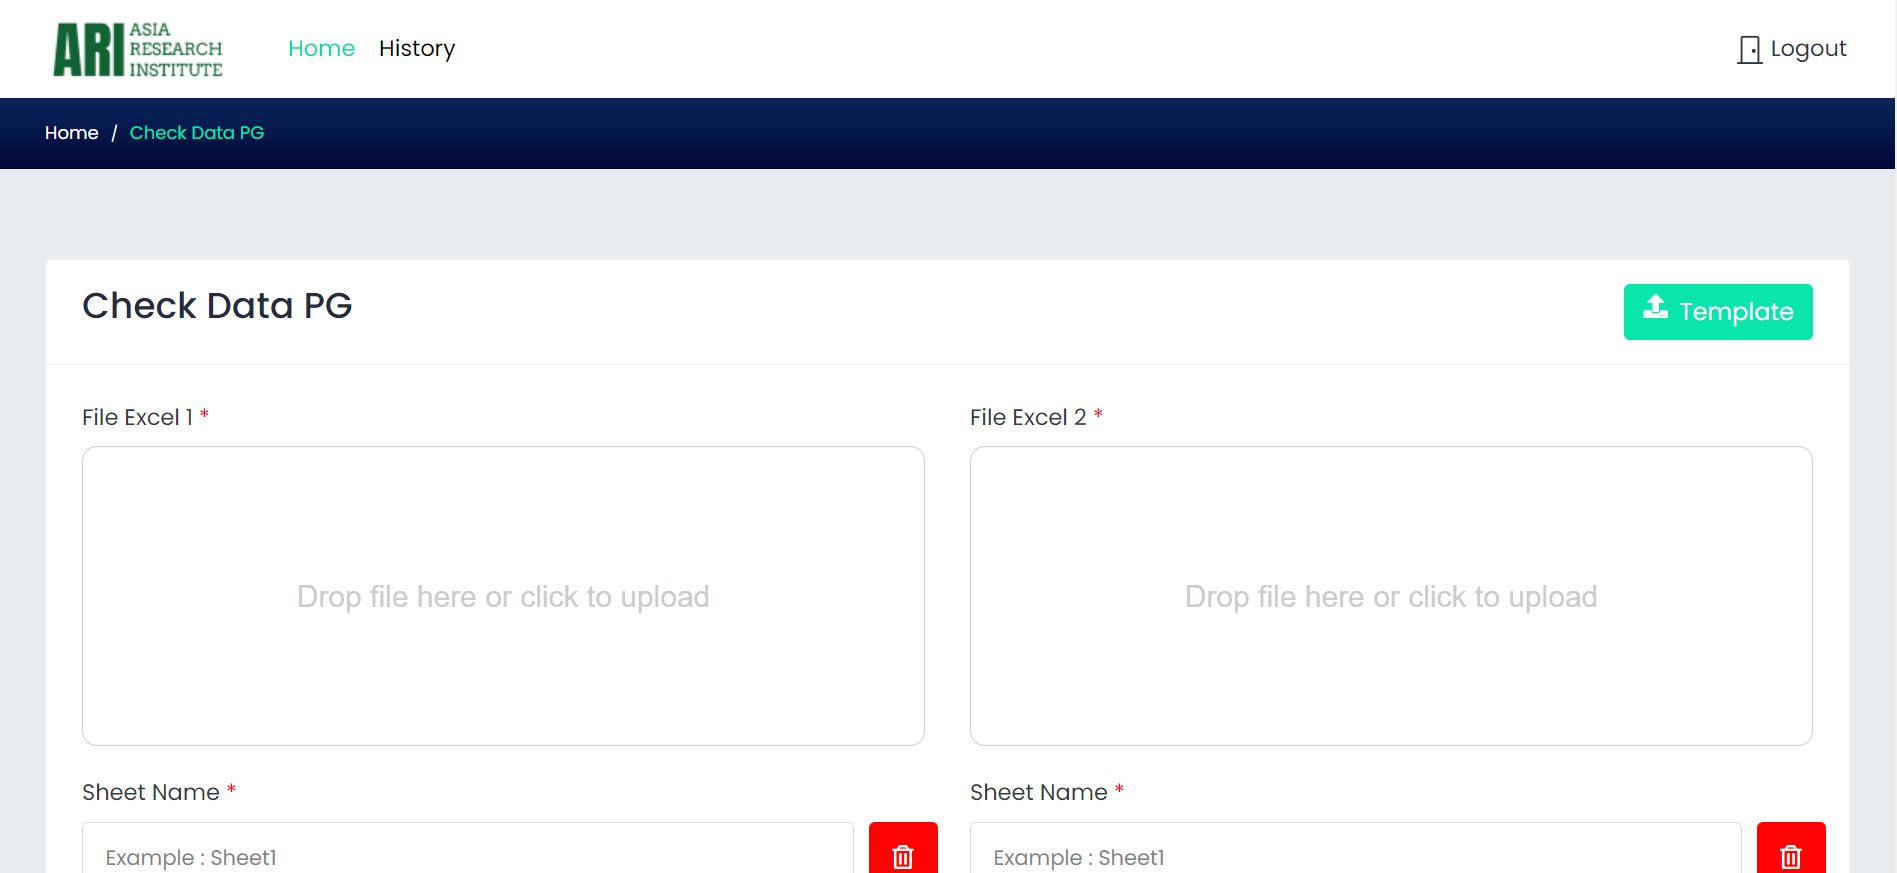 ARI ASIA
RESEARCH
INSTITUTE
Home
History
Logout
Home / Check Data PG
Check Data PG
Template
File Excel 1 *
File Excel 2 *
Drop file here or click to upload
Drop file here or click to upload
Sheet Name *
Sheet Name *
Example : Sheet1
Example : Sheet1